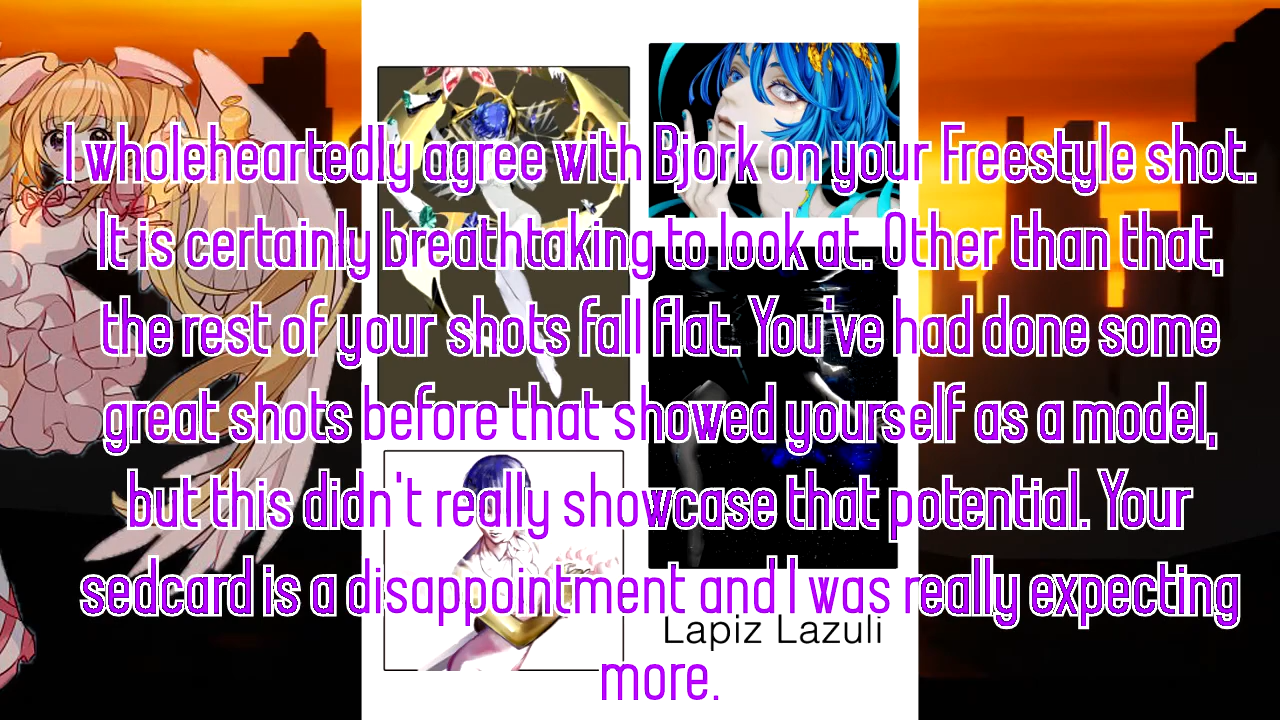 I wholeheartedly agree with Bjork on your Freestyle shot.
It is certainly breathtaking to look at. Other than that,
the rest of your shots fall flat. You've had done some
great shots before that showed yourself as a model,
but this didn't really showcase that potential. Your
sedcard is a disappointment and I was really expecting
more.
Lapiz Lazuli